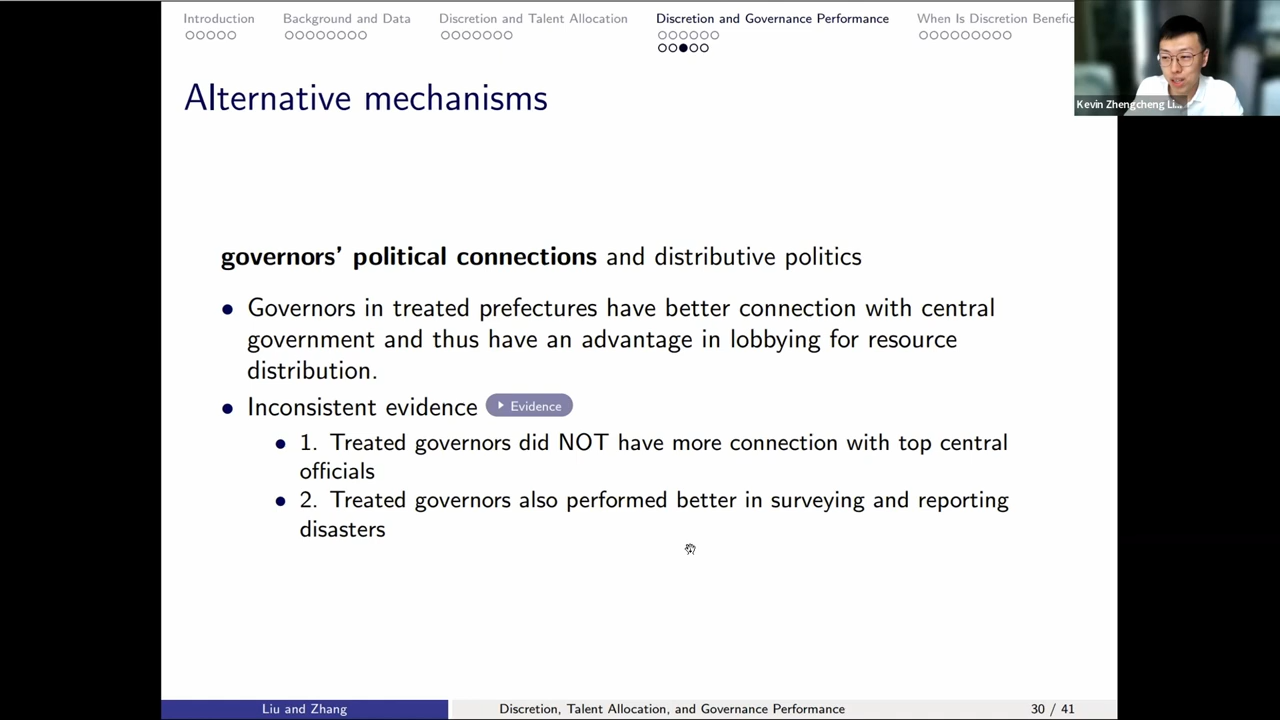 Introduction
Background and Data
Discretion and Talent Allocation
Discretion and Governance Performance
When Is Discretion Benefic
Kevin Zhengcheng Li...
Alternative mechanisms
governors' political connections and distributive politics
• Governors in treated prefectures have better connection with central
government and thus have an advantage in lobbying for resource
distribution.
• Inconsistent evidence Evidence
• 1. Treated governors did NOT have more connection with top central
officials
• 2. Treated governors also performed better in surveying and reporting
disasters
Liu and Zhang
Discretion, Talent Allocation, and Governance Performance
30 / 41